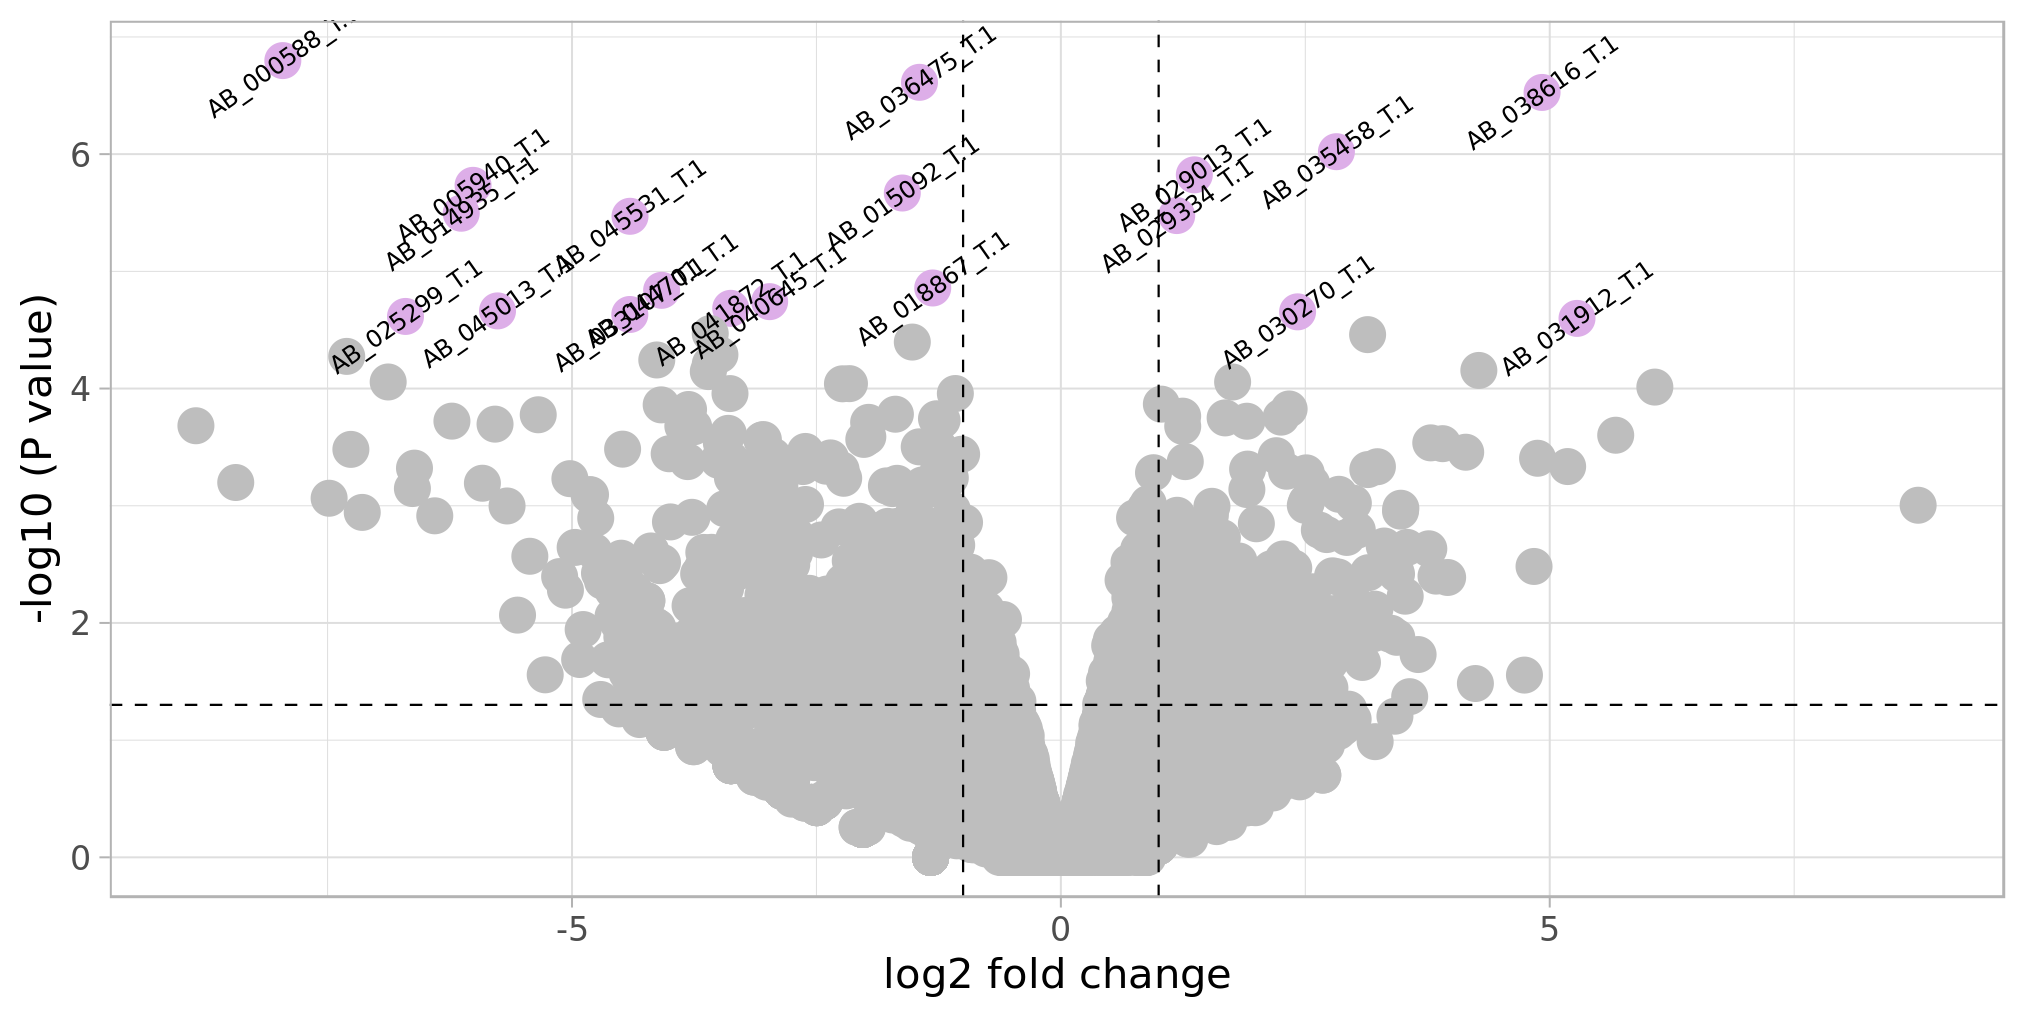 AB_000588_T.1
AB_036475_T.1
AB_038616_T.1
AB_035458_T.1
AB_029013_T.1
AB_005940_T.1
AB_015092_T.1
AB_014935_T.1
AB_045531_T.1
AB_029334_T.1
AB_018867_T.1
AB_041872_T.1
AB_040645_T.1
AB_025299_T.1
AB_045013_T.1
AB_030270_T.1
AB_031912_T.1
6
4
2
0
-log10 (P value)
-5
0
5
log2 fold change